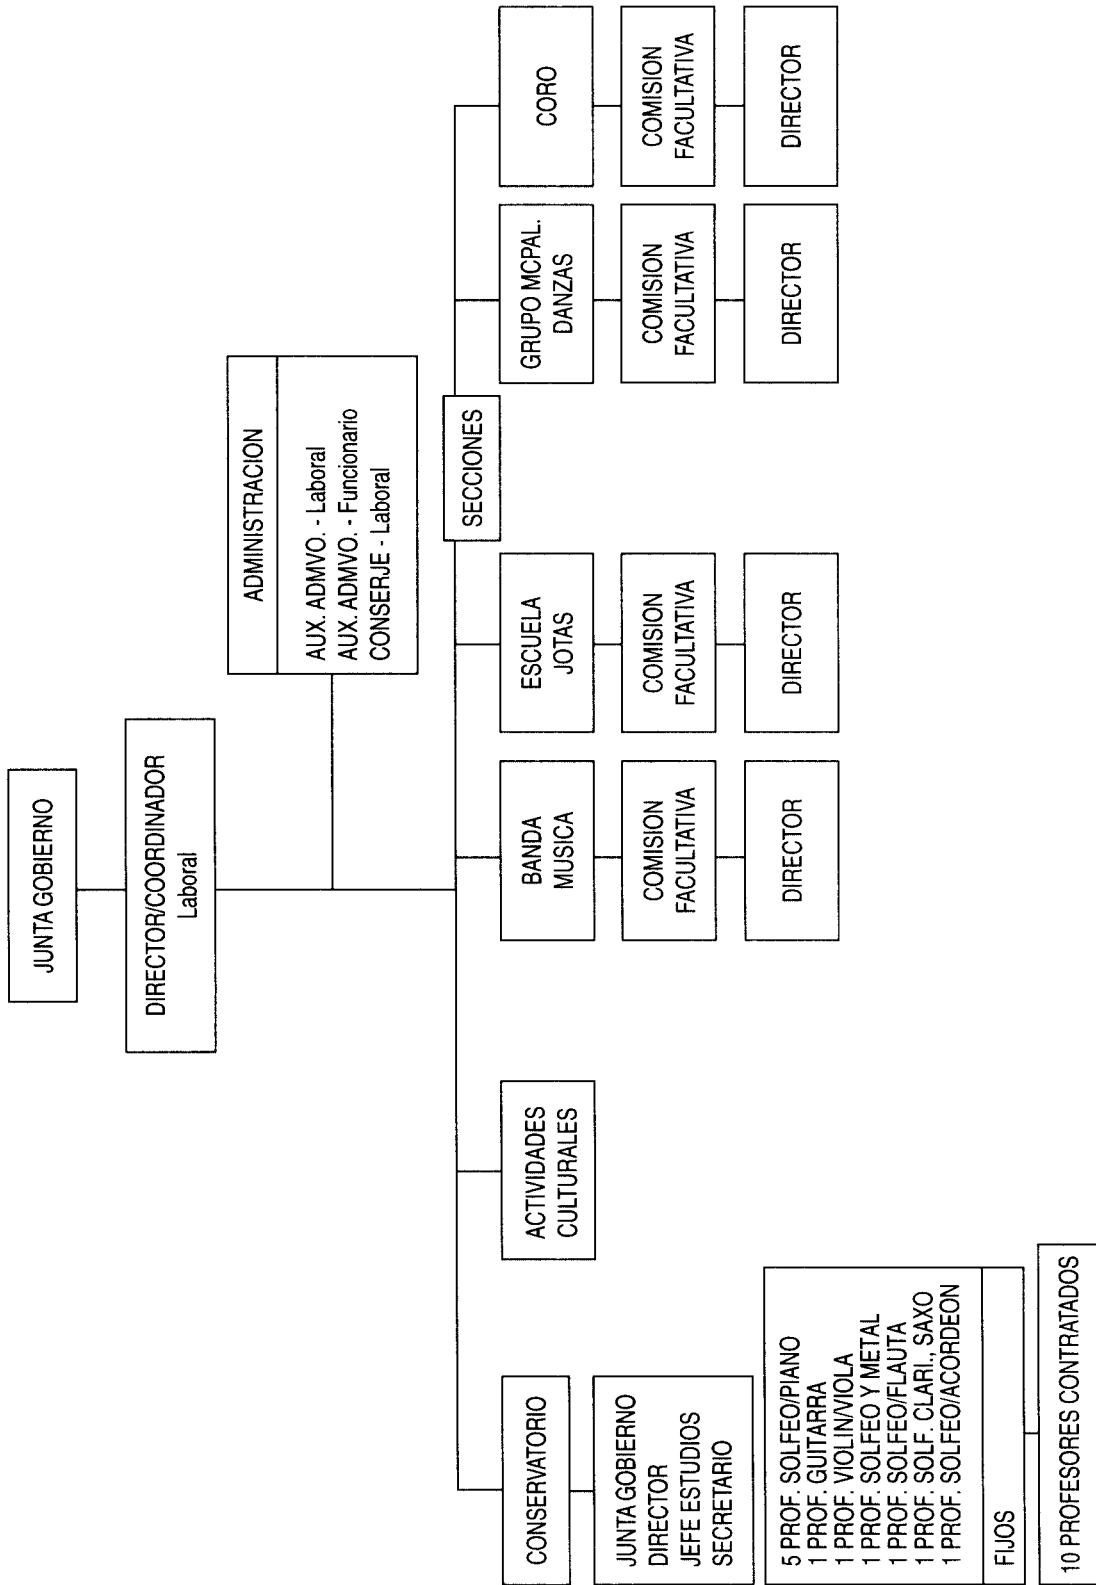 JUNTA GOBIERNO
DIRECTOR/COORDINADOR
Laboral
ADMINISTRACION
AUX. ADMVO. - Laboral
AUX. ADMVO. - Funcionario
CONSERJE - Laboral
SECCIONES
CONSERVATORIO
JUNTA GOBIERNO
DIRECTOR
JEFE ESTUDIOS
SECRETARIO
5 PROF. SOLFEO/PIANO
1 PROF. GUITARRA
1 PROF. VIOLIN/VIOLA
1 PROF. SOLFEO Y METAL
1 PROF. SOLFEO/FLAUTA
1 PROF. SOLF. CLARI., SAXO
1 PROF. SOLFEO/ACORDEON
FIJOS
10 PROFESORES CONTRATADOS
ACTIVIDADES
CULTURALES
BANDA
MUSICA
COMISION
FACULTATIVA
DIRECTOR
ESCUELA
JOTAS
COMISION
FACULTATIVA
DIRECTOR
GRUPO MCPAL.
DANZAS
COMISION
FACULTATIVA
DIRECTOR
CORO
COMISION
FACULTATIVA
DIRECTOR